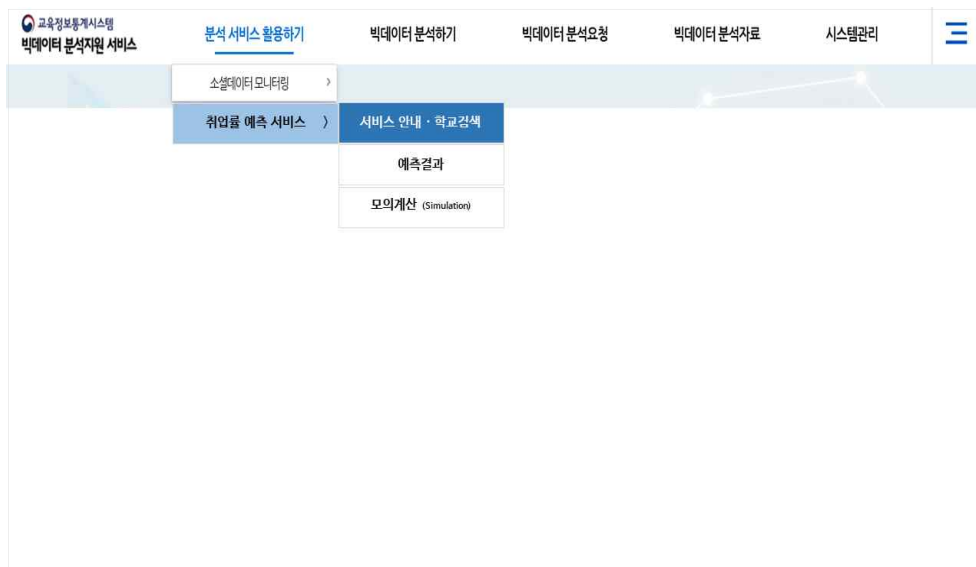 교육정보통계시스템
빅데이터 분석지원 서비스
분석 서비스 활용하기
빅데이터 분석하기
빅데이터 분석요청
빅데이터 분석자료
시스템관리
소셜데이터 모니터링 >
취업률 예측 서비스 >
서비스 안내 · 학교검색
예측결과
모의계산 (Simulation)